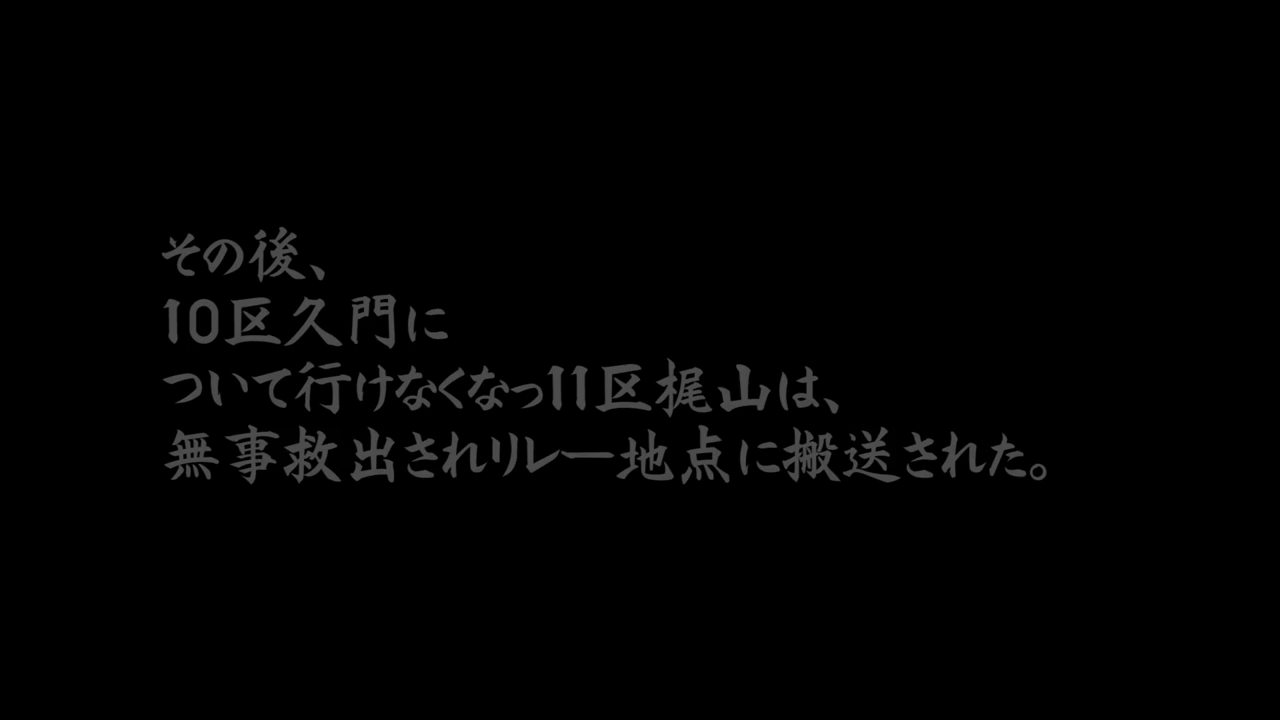 その後、
10区久門に
ついて行けなくなっ11区梶山は、
無事救出されリレー地点に搬送された。